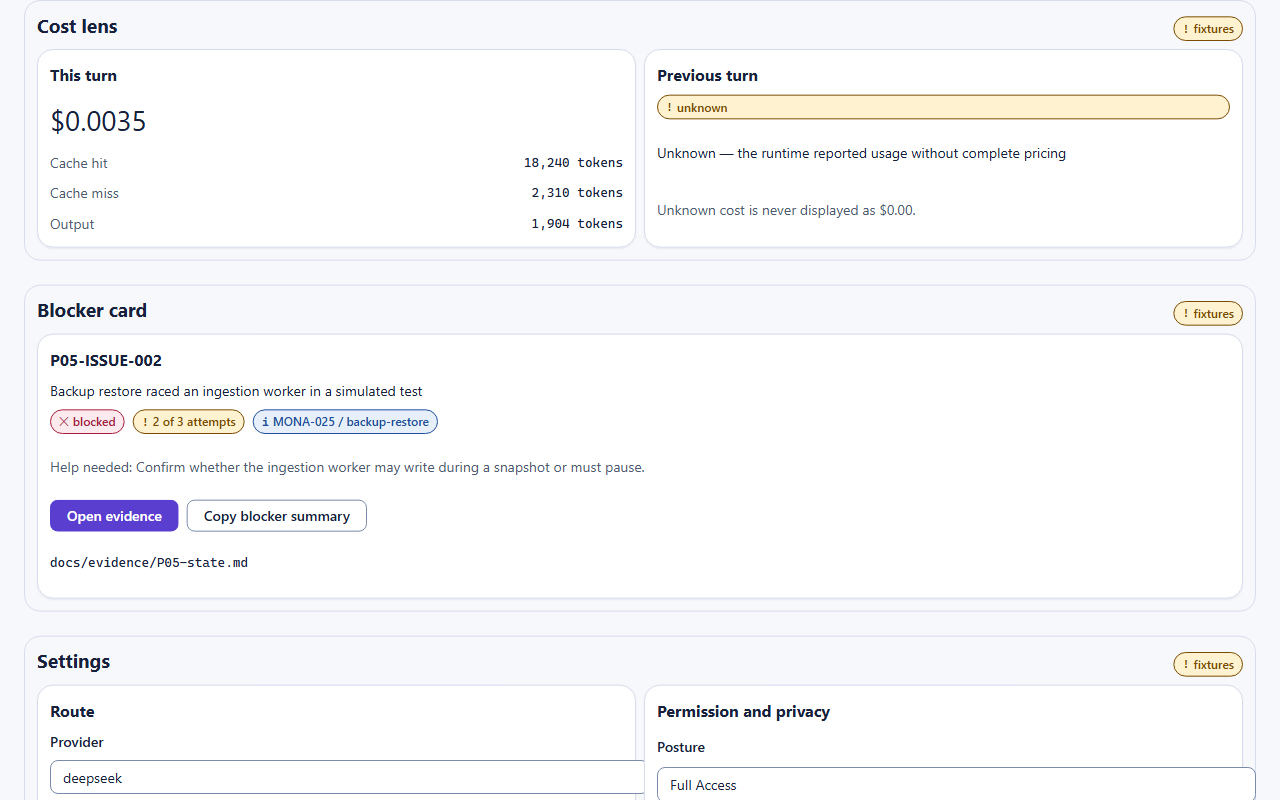 Cost lens
! fixtures
This turn
$0.0035
Cache hit 18,240 tokens
Cache miss 2,310 tokens
Output 1,904 tokens
Previous turn
! unknown
Unknown — the runtime reported usage without complete pricing
Unknown cost is never displayed as $0.00.
Blocker card
! fixtures
P05-ISSUE-002
Backup restore raced an ingestion worker in a simulated test
✕ blocked ! 2 of 3 attempts i MONA-025 / backup-restore
Help needed: Confirm whether the ingestion worker may write during a snapshot or must pause.
Open evidence Copy blocker summary
docs/evidence/P05-state.md
Settings
! fixtures
Route
Provider
deepseek
Permission and privacy
Posture
Full Access